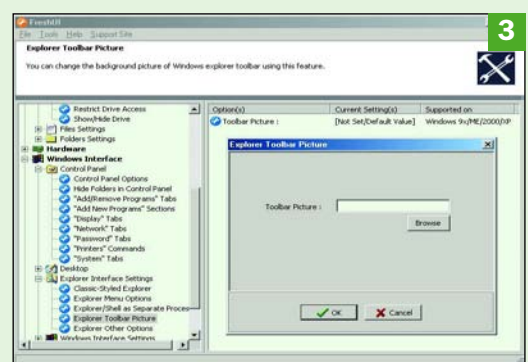 FreshUI
3
File Tools Help Support Site
Explorer Toolbar Picture
You can change the background picture of Windows explorer toolbar using this feature.
Restrict Drive Access
Show/Hide Drive
Files Settings
Folders Settings
Hardware
Windows Interface
Control Panel
Control Panel Options
Hide Folders in Control Panel
"Add/Remove Programs" Tabs
"Add New Programs" Sections
"Display" Tabs
"Network" Tabs
"Password" Tabs
"Printers" Commands
"System" Tabs
Desktop
Explorer Interface Settings
Classic-Styled Explorer
Explorer Menu Options
Explorer/Shell as Separate Proces
Explorer Toolbar Picture
Explorer Other Options
Windows Interface Settings
Option(s) Current Setting(s) Supported on
Toolbar Picture : [Not Set/Default Value] Windows 9x/ME/2000/XP
Explorer Toolbar Picture
Toolbar Picture :
Browse
OK Cancel